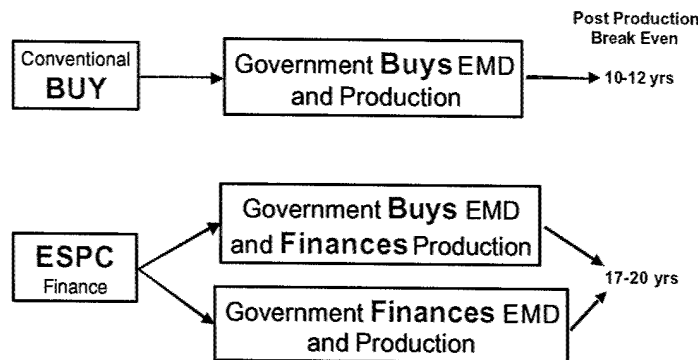 Post Production
Break Even
Conventional
BUY
Government Buys EMD
and Production
10-12 yrs
ESPC
Finance
Government Buys EMD
and Finances Production
Government Finances EMD
and Production
17-20 yrs